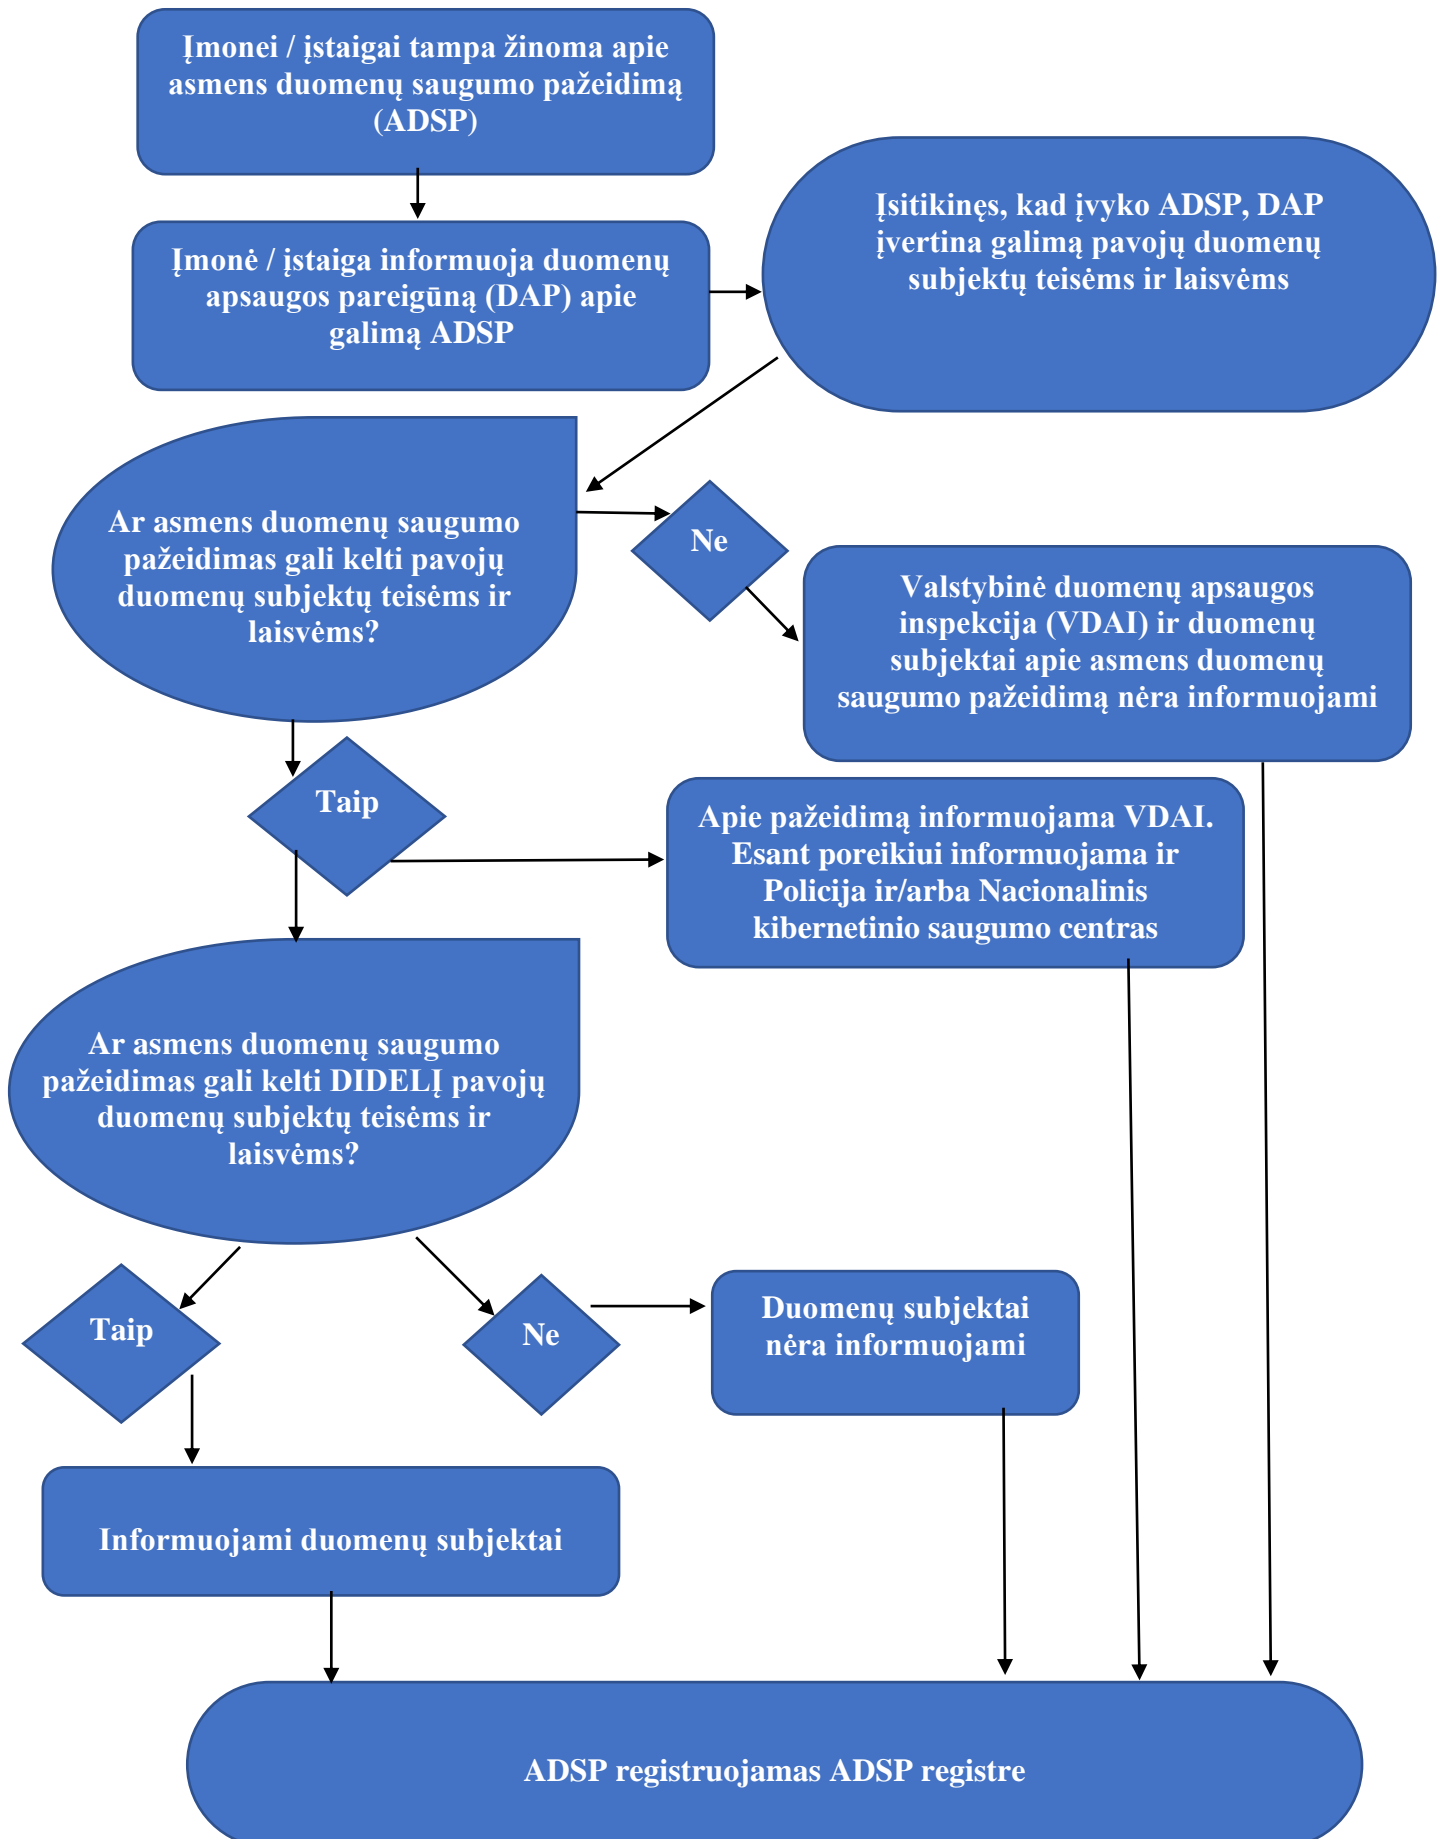 Įmonei / įstaigai tampa žinoma apie
asmens duomenų saugumo pažeidimą
(ADSP)
Įmonė / įstaiga informuoja duomenų
apsaugos pareigūną (DAP) apie
galimą ADSP
Įsitikinęs, kad įvyko ADSP, DAP
įvertina galimą pavojų duomenų
subjektų teisėms ir laisvėms
Ar asmens duomenų saugumo
pažeidimas gali kelti pavojų
duomenų subjektų teisėms ir
laisvėms?
Ne
Valstybinė duomenų apsaugos
inspekcija (VDAI) ir duomenų
subjektai apie asmens duomenų
saugumo pažeidimą nėra informuojami
Taip
Apie pažeidimą informuojama VDAI.
Esant poreikiui informuojama ir
Policija ir/arba Nacionalinis
kibernetinio saugumo centras
Ar asmens duomenų saugumo
pažeidimas gali kelti DIDELĮ pavojų
duomenų subjektų teisėms ir
laisvėms?
Taip
Ne
Duomenų subjektai
nėra informuojami
Informuojami duomenų subjektai
ADSP registruojamas ADSP registre